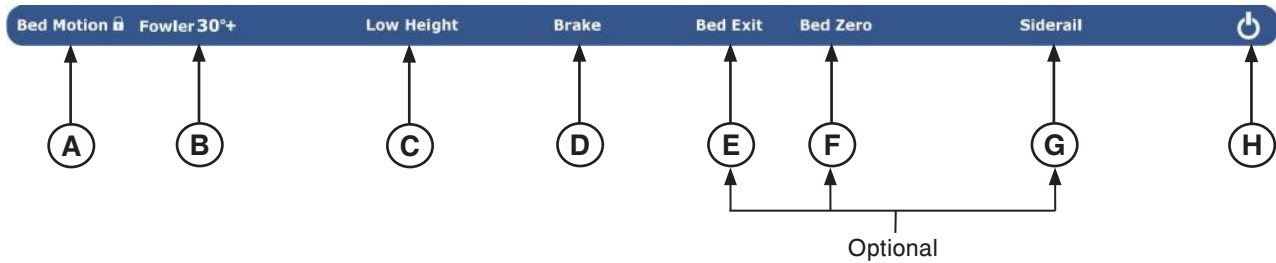 Bed Motion Fowler 30°+ Low Height Brake Bed Exit Bed Zero Siderail
A B C D E F G H
Optional